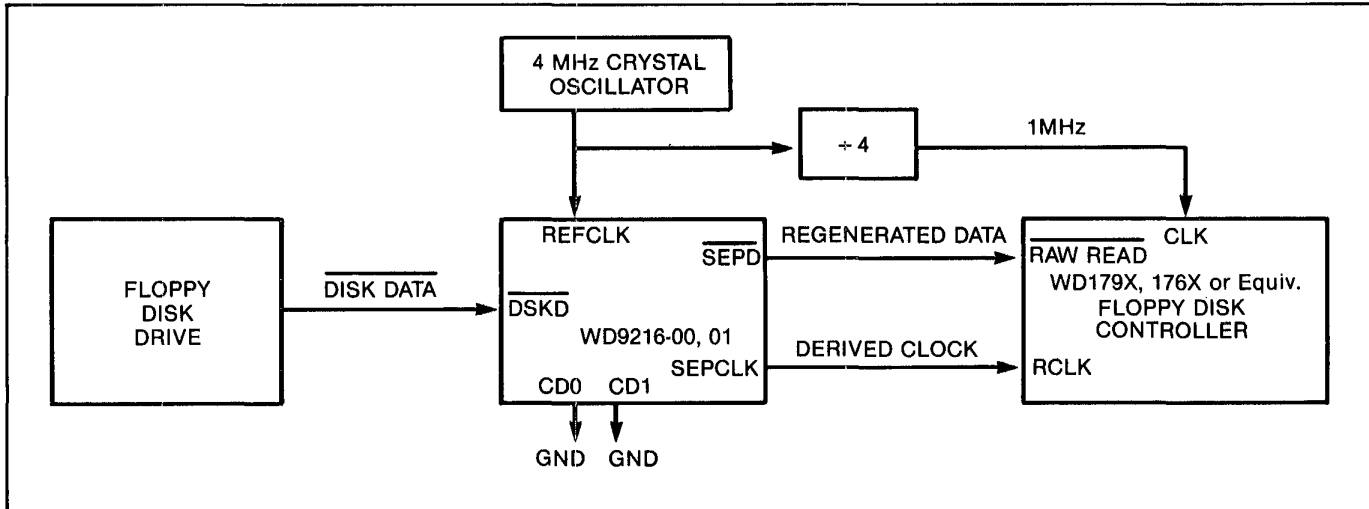 4 MHz CRYSTAL
OSCILLATOR
÷ 4
1MHz
REFCLK
SEPD
REGENERATED DATA
CLK
RAW READ
WD179X, 176X or Equiv.
FLOPPY DISK
CONTROLLER
FLOPPY
DISK
DRIVE
DISK DATA
DSKD
WD9216-00, 01
SEPCLK
DERIVED CLOCK
RCLK
CD0 CD1
GND GND